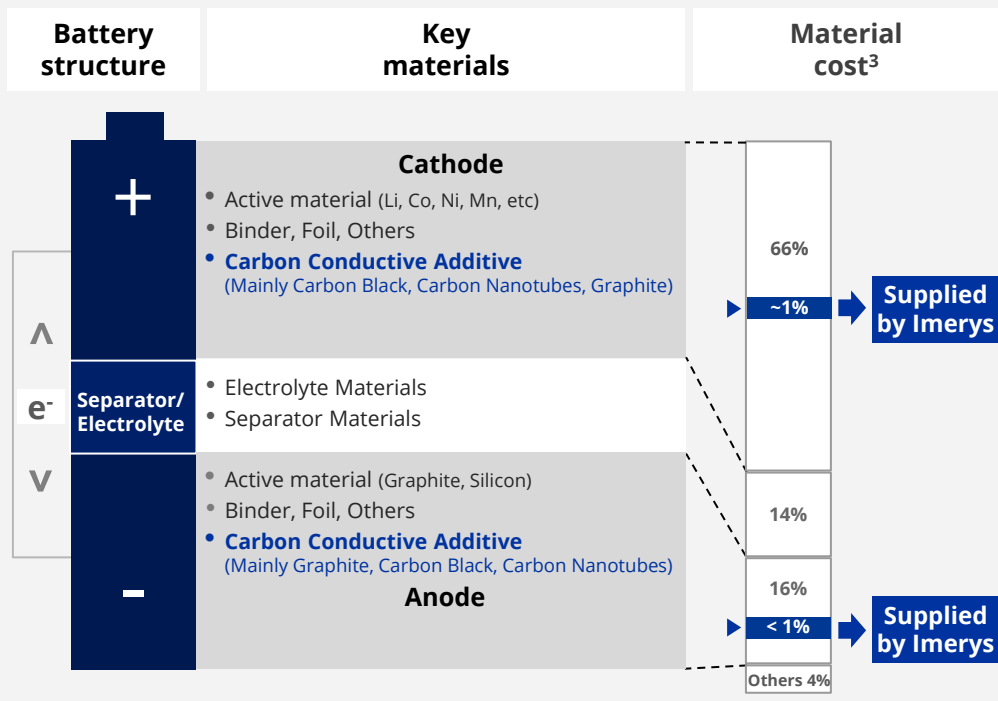 Battery
structure
Key
materials
Material
cost³
+
Cathode
• Active material (Li, Co, Ni, Mn, etc)
• Binder, Foil, Others
• Carbon Conductive Additive
(Mainly Carbon Black, Carbon Nanotubes, Graphite)
66%
~1%
Supplied
by Imerys
e-
Separator/
Electrolyte
• Electrolyte Materials
• Separator Materials
14%
-
• Active material (Graphite, Silicon)
• Binder, Foil, Others
• Carbon Conductive Additive
(Mainly Graphite, Carbon Black, Carbon Nanotubes)
Anode
16%
< 1%
Supplied
by Imerys
Others 4%